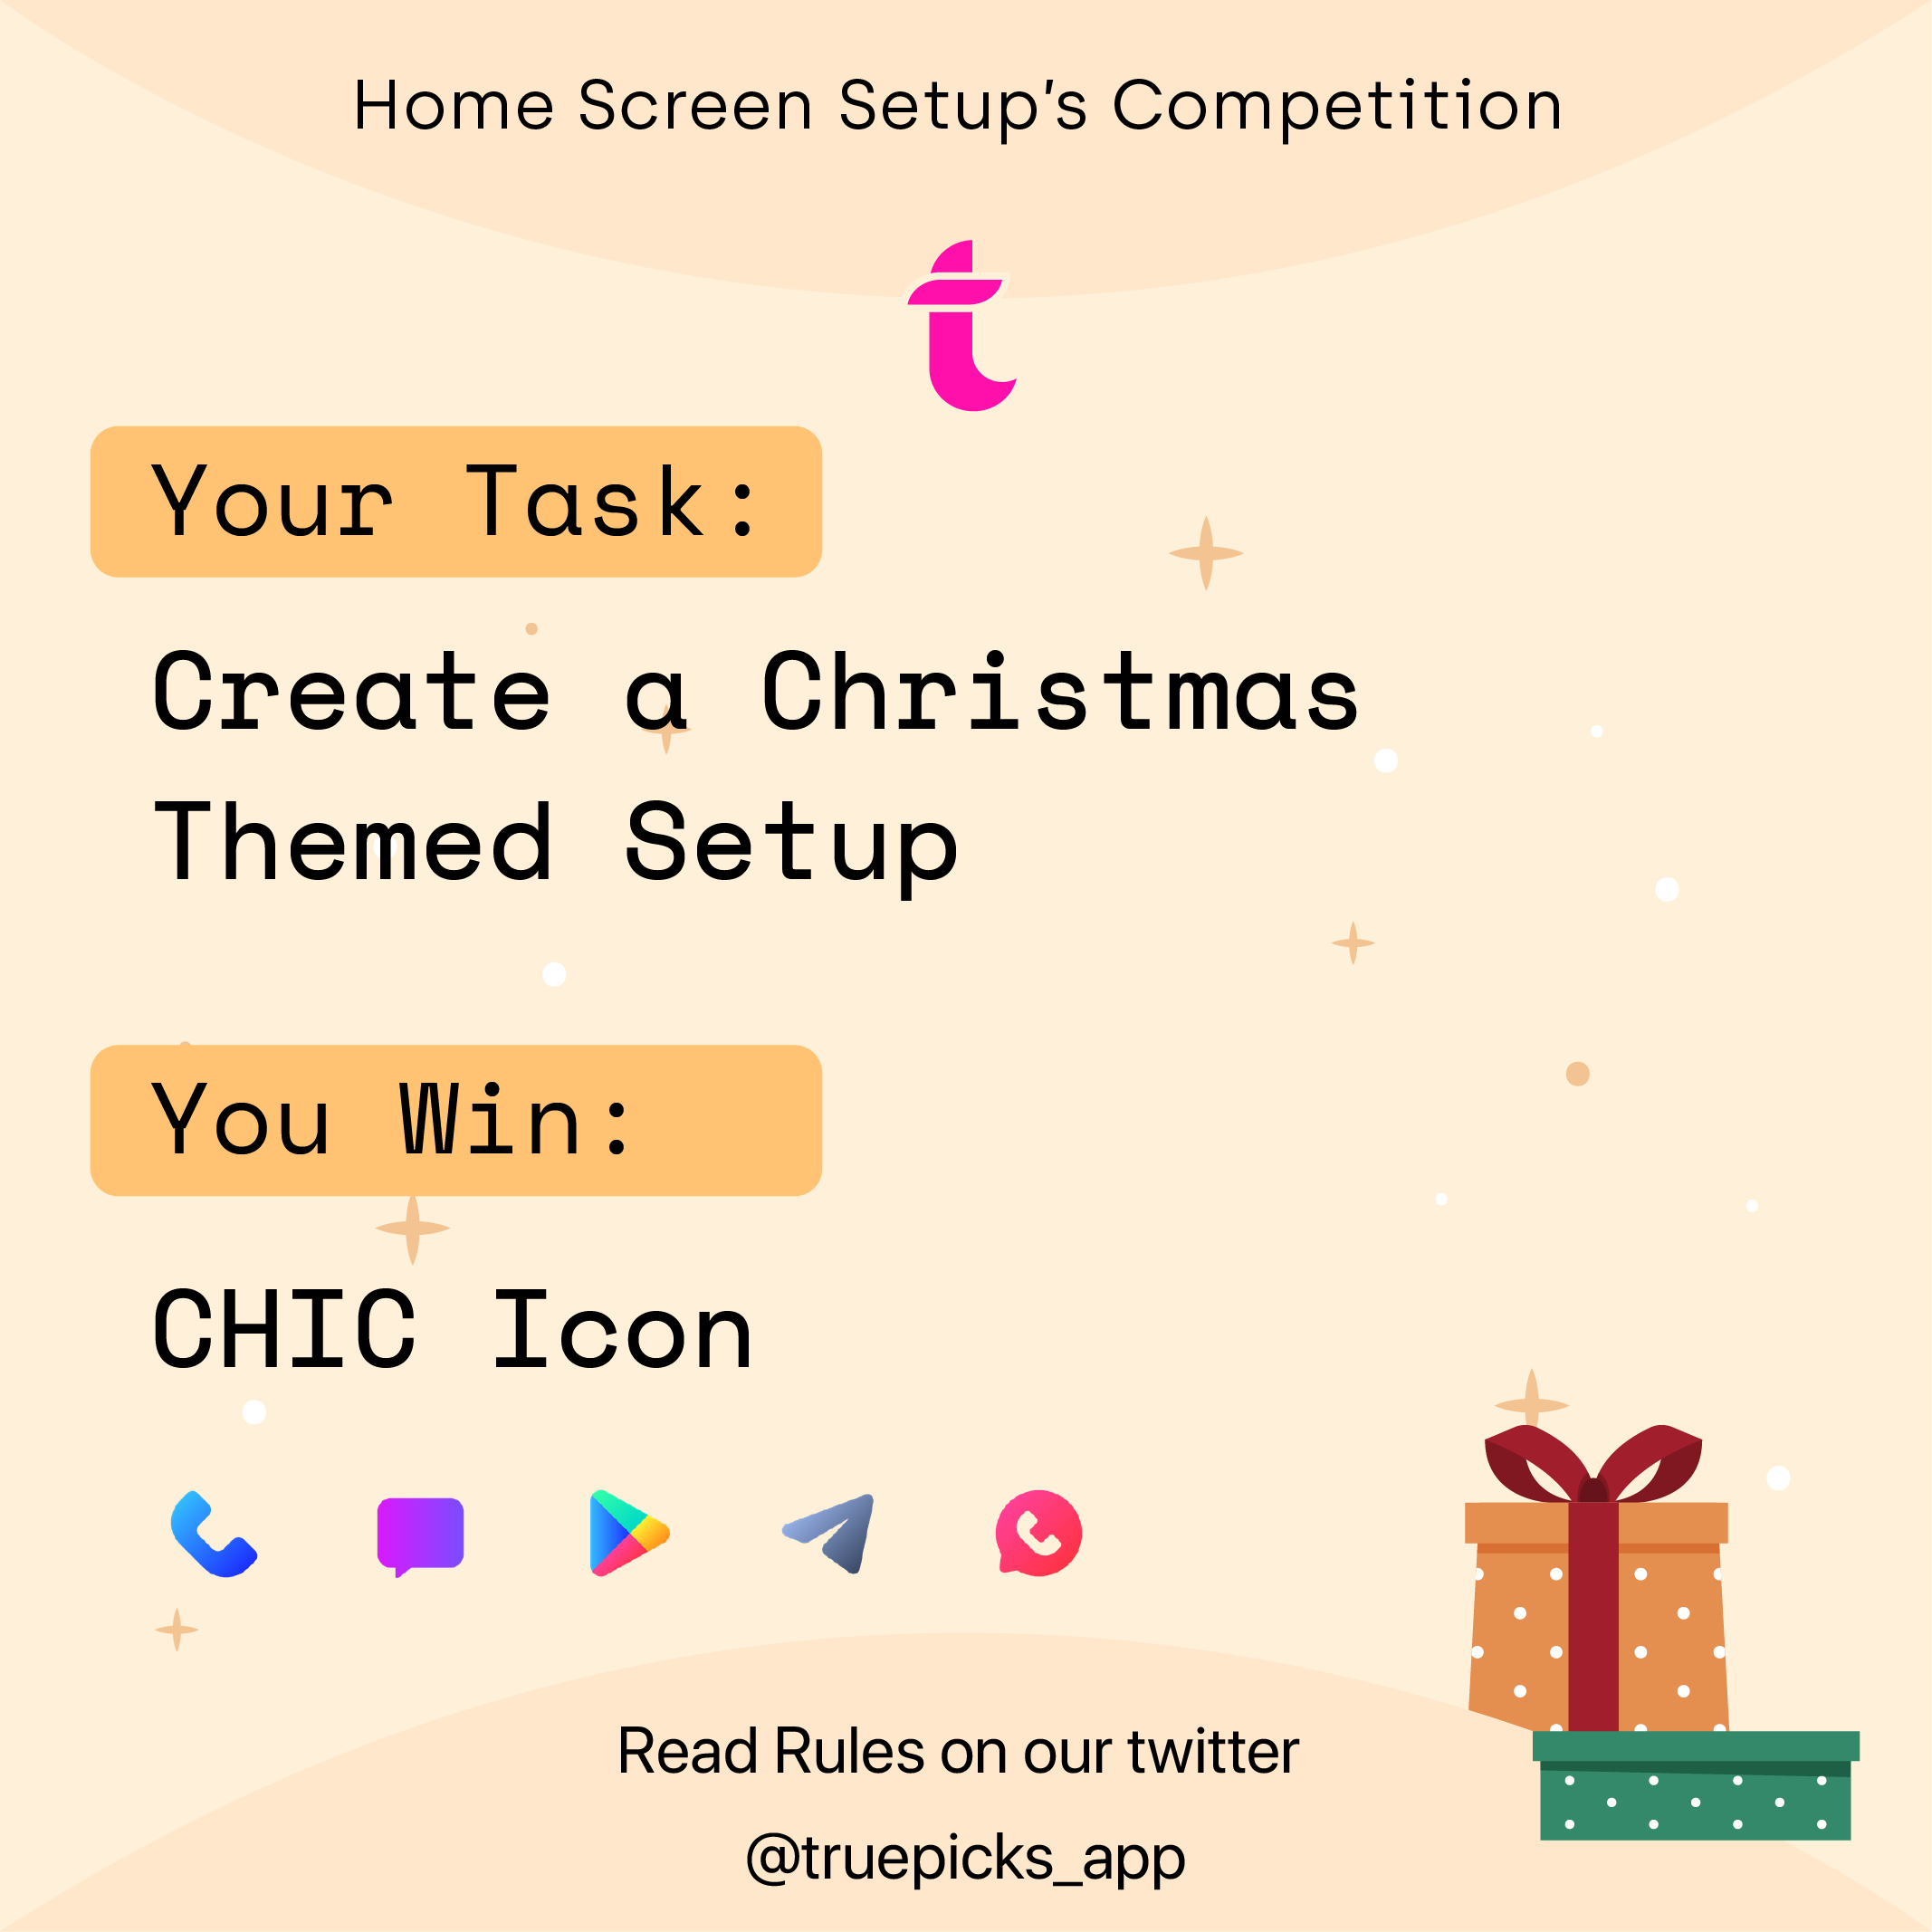 Home Screen Setup's Competition
t
Your Task:
Create a Christmas
Themed Setup
You Win:
CHIC Icon
Read Rules on our twitter
@truepicks_app